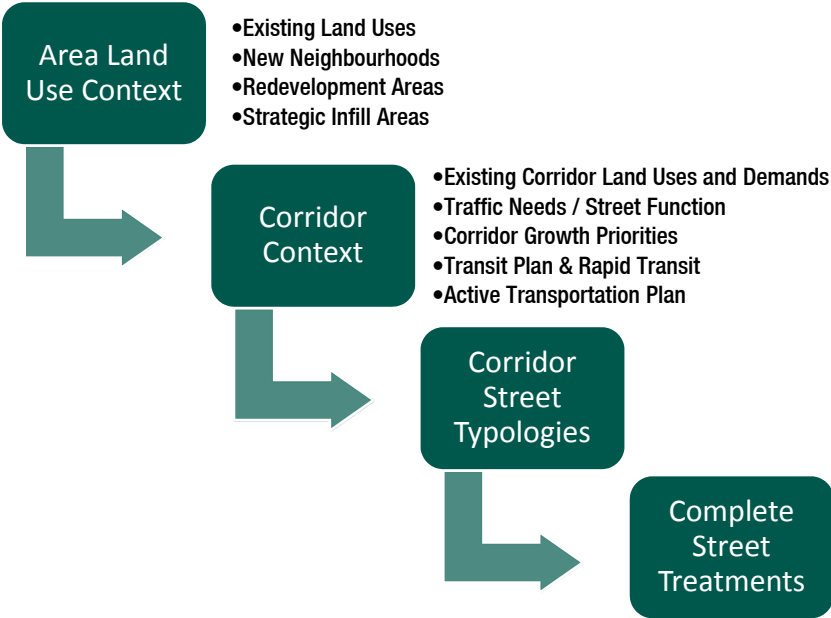 Area Land
Use Context
•Existing Land Uses
•New Neighbourhoods
•Redevelopment Areas
•Strategic Infill Areas
Corridor
Context
•Existing Corridor Land Uses and Demands
•Traffic Needs / Street Function
•Corridor Growth Priorities
•Transit Plan & Rapid Transit
•Active Transportation Plan
Corridor
Street
Typologies
Complete
Street
Treatments